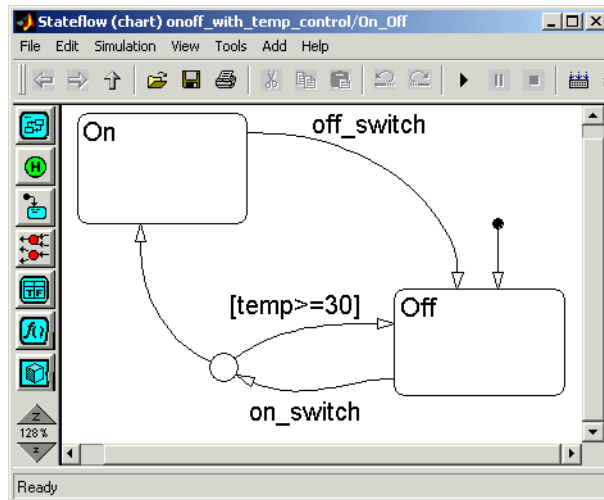 Stateflow (chart) onoff_with_temp_control/On_Off
File Edit Simulation View Tools Add Help
On
off_switch
[temp>=30]
Off
on_switch
H
TF
f()
Z
128%
z
Ready